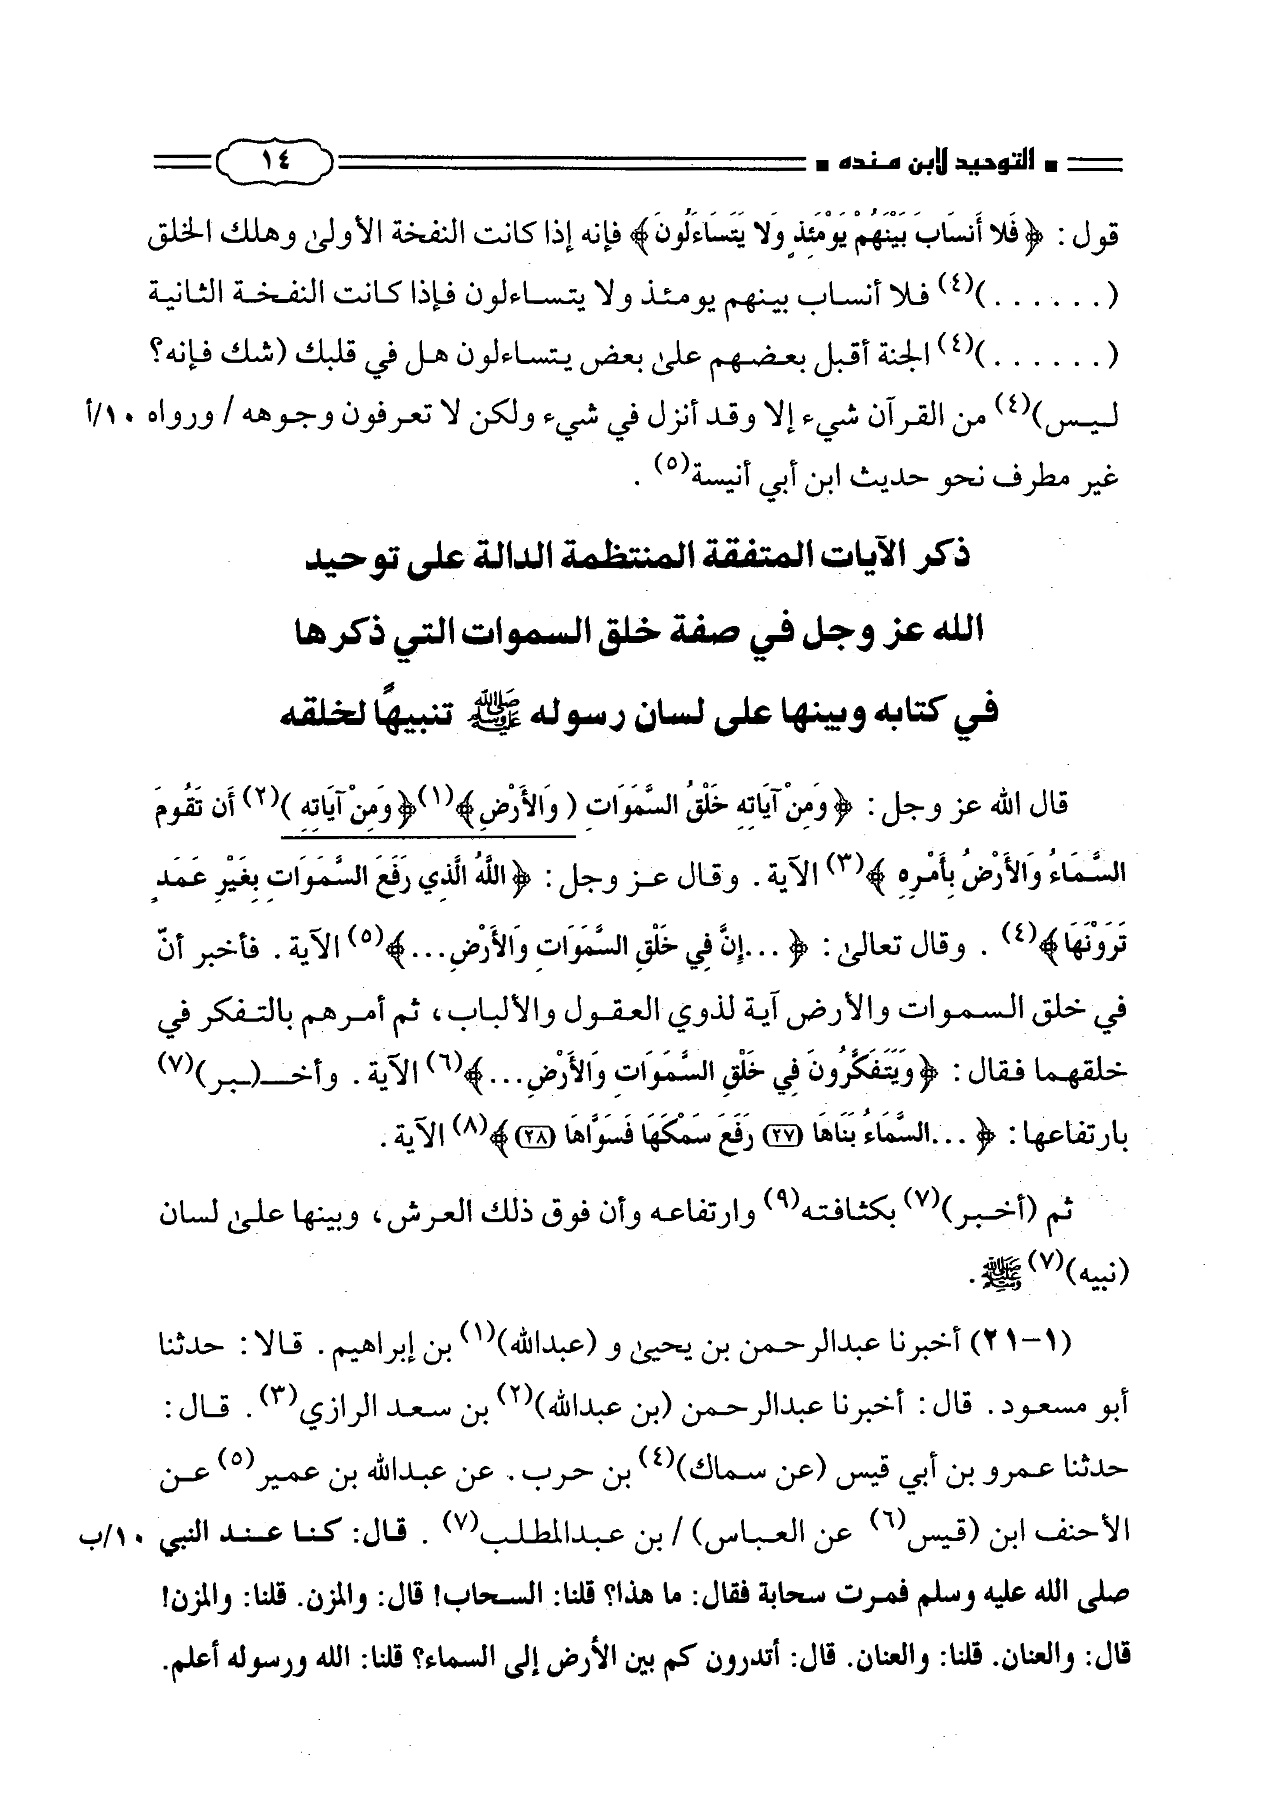 ■ التوحيد لابن منده ■ ١٤
قول: ﴿فَلا أَنسَابَ بَيْنَهُمْ يَوْمَئِذٍ وَلا يَتَسَاءَلُونَ﴾ فإنه إذا كانت النفخة الأولى وهلك الخلق
(......)(٤) فلا أنساب بينهم يومئذ ولا يتساءلون فإذا كانت النفخة الثانية
(......)(٤) الجنة أقبل بعضهم على بعض يتساءلون هل في قلبك (شك فإنه؟
ليس)(٤) من القرآن شيء إلا وقد أنزل في شيء ولكن لا تعرفون وجوهه / ورواه ١٠/أ
غير مطرف نحو حديث ابن أبي أنيسة(٥) .
ذكر الآيات المتفقة المنتظمة الدالة على توحيد
الله عز وجل في صفة خلق السموات التي ذكرها
في كتابه وبينها على لسان رسوله ﷺ تنبيهًا لخلقه
قال الله عز وجل: ﴿وَمِنْ آيَاتِهِ خَلْقُ السَّمَوَاتِ (وَالأَرْضِ﴾(١) ﴿وَمِنْ آيَاتِهِ)(٢) أَن تَقُومَ
السَّمَاءُ وَالأَرْضُ بِأَمْرِهِ﴾(٣) الآية. وقال عز وجل: ﴿اللَّهُ الَّذِي رَفَعَ السَّمَوَاتِ بِغَيْرِ عَمَدٍ
تَرَوْنَهَا﴾(٤) . وقال تعالى: ﴿...إِنَّ فِي خَلْقِ السَّمَوَاتِ وَالأَرْضِ...﴾(٥) الآية. فأخبر أنّ
في خلق السموات والأرض آية لذوي العقول والألباب، ثم أمرهم بالتفكر في
خلقهما فقال: ﴿وَيَتَفَكَّرُونَ فِي خَلْقِ السَّمَوَاتِ وَالأَرْضِ...﴾(٦) الآية. وأخـ(ـبر)(٧)
بارتفاعها: ﴿...السَّمَاءُ بَنَاهَا (٢٧) رَفَعَ سَمْكَهَا فَسَوَّاهَا (٢٨)﴾(٨) الآية.
ثم (أخبر)(٧) بكثافته(٩) وارتفاعه وأن فوق ذلك العرش، وبينها على لسان
(نبيه)(٧) ﷺ.
(١-٢١) أخبرنا عبدالرحمن بن يحيى و (عبدالله)(١) بن إبراهيم. قالا: حدثنا
أبو مسعود. قال: أخبرنا عبدالرحمن (بن عبدالله)(٢) بن سعد الرازي(٣). قال:
حدثنا عمرو بن أبي قيس (عن سماك)(٤) بن حرب. عن عبدالله بن عمير(٥) عن
الأحنف ابن (قيس(٦) عن العباس) / بن عبدالمطلب(٧) . قال: كنا عند النبي ١٠/ب
صلى الله عليه وسلم فمرت سحابة فقال: ما هذا؟ قلنا: السحاب! قال: والمزن. قلنا: والمزن!
قال: والعنان. قلنا: والعنان. قال: أتدرون كم بين الأرض إلى السماء؟ قلنا: الله ورسوله أعلم.